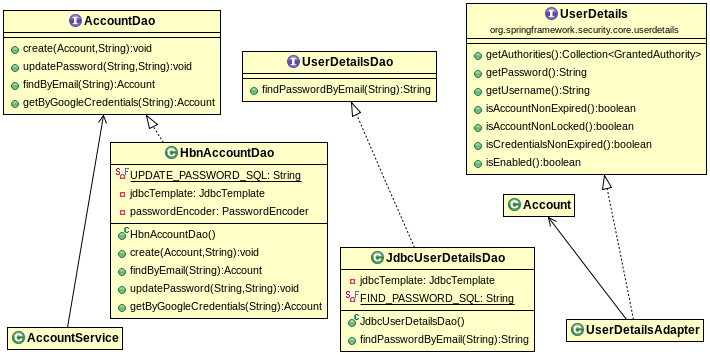 AccountDao
create(Account,String):void
updatePassword(String,String):void
findByEmail(String):Account
getByGoogleCredentials(String):Account
UserDetailsDao
findPasswordByEmail(String):String
UserDetails
org.springframework.security.core.userdetails
getAuthorities():Collection<GrantedAuthority>
getPassword():String
getUsername():String
isAccountNonExpired():boolean
isAccountNonLocked():boolean
isCredentialsNonExpired():boolean
isEnabled():boolean
HbnAccountDao
UPDATE_PASSWORD_SQL: String
jdbcTemplate: JdbcTemplate
passwordEncoder: PasswordEncoder
HbnAccountDao()
create(Account,String):void
findByEmail(String):Account
updatePassword(String,String):void
getByGoogleCredentials(String):Account
Account
JdbcUserDetailsDao
jdbcTemplate: JdbcTemplate
FIND_PASSWORD_SQL: String
JdbcUserDetailsDao()
findPasswordByEmail(String):String
AccountService
UserDetailsAdapter